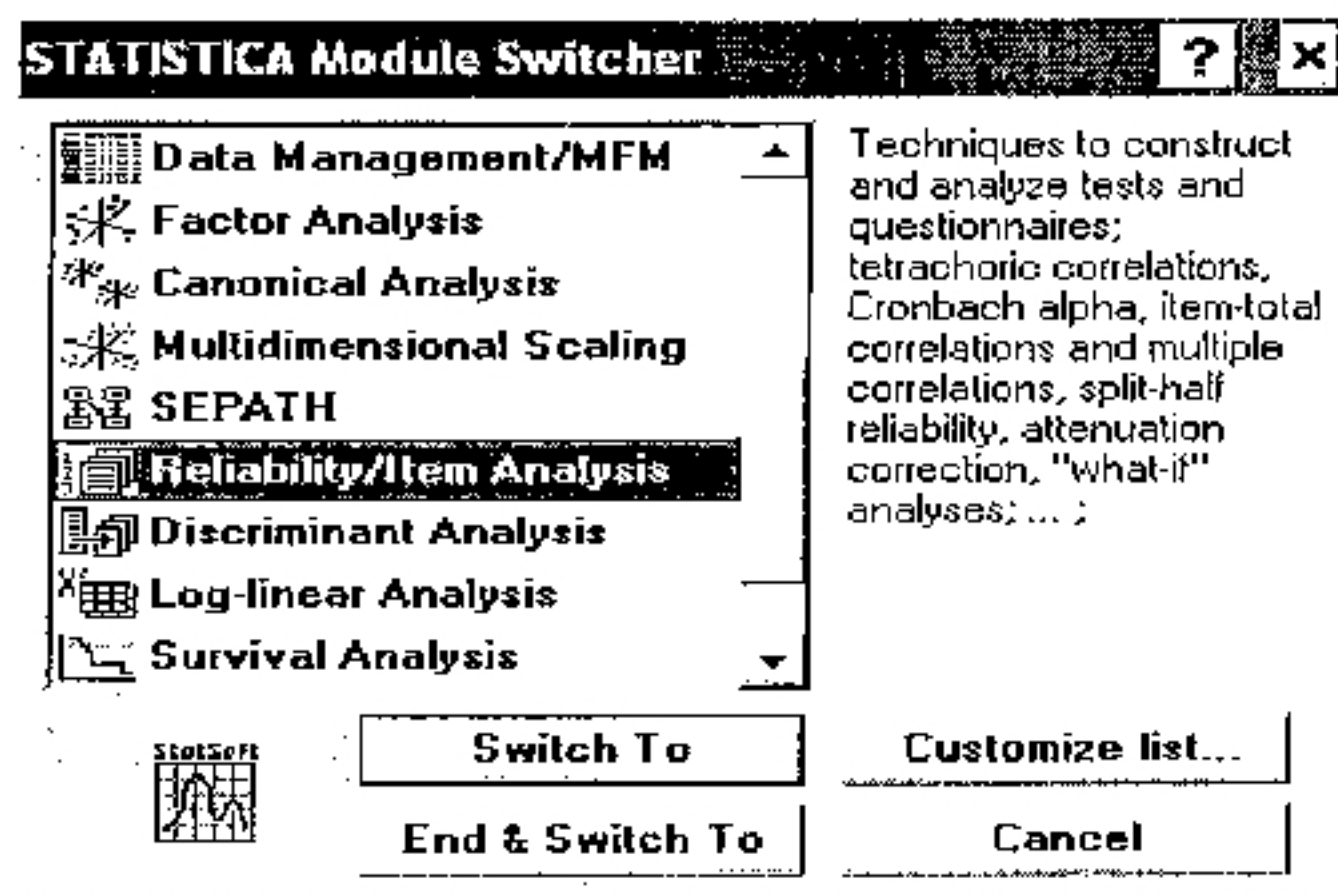 STATISTICA Module Switcher ? ×
Data Management/MFM
Factor Analysis
Canonical Analysis
Multidimensional Scaling
SEPATH
Reliability/Item Analysis
Discriminant Analysis
Log-linear Analysis
Survival Analysis
Techniques to construct
and analyze tests and
questionnaires;
tetrachoric correlations,
Cronbach alpha, item-total
correlations and multiple
correlations, split-half
reliability, attenuation
correction, "what-if"
analyses; ... ;
StatSoft
Switch To
Customize list...
End & Switch To
Cancel